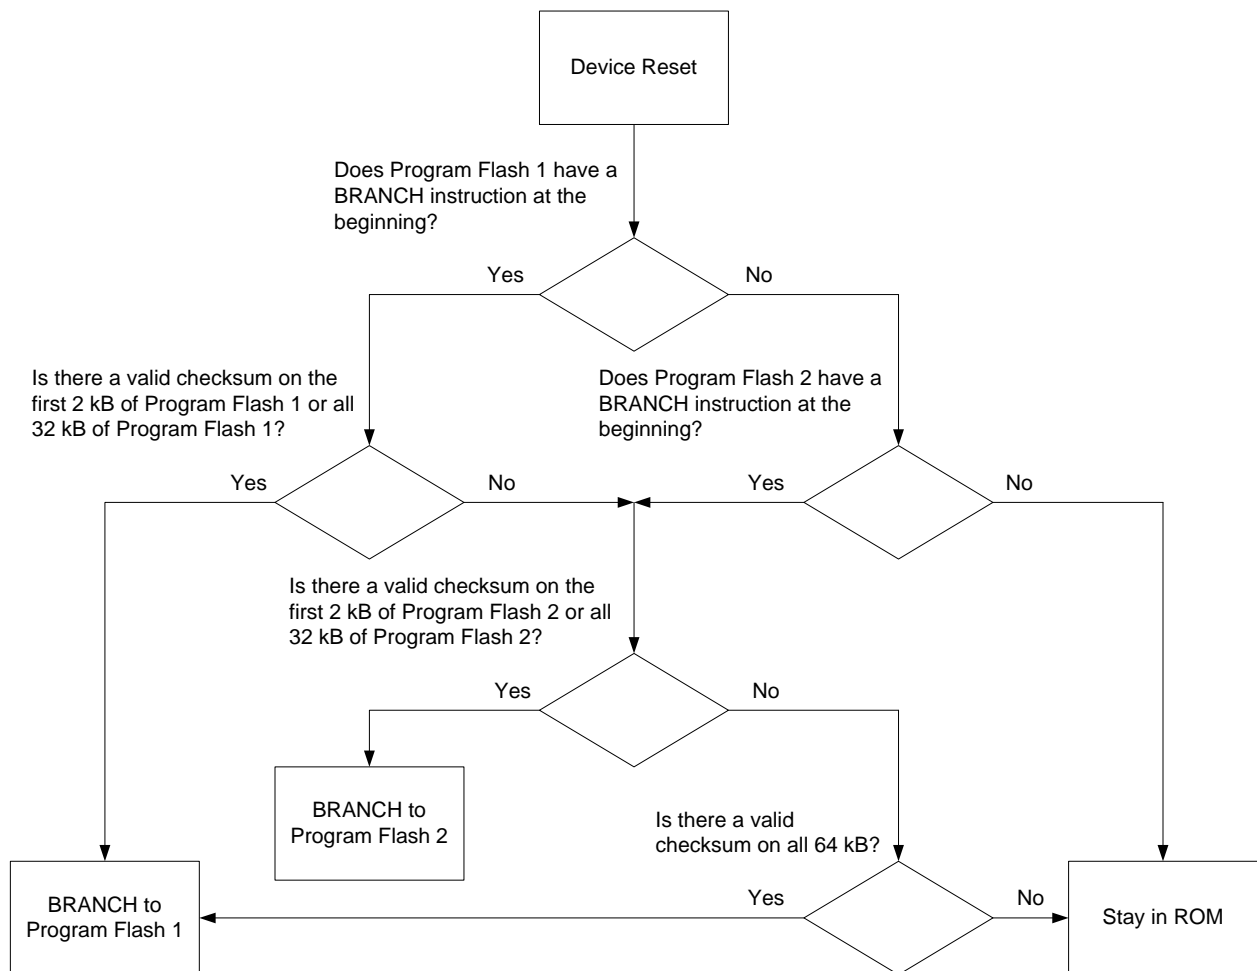 Device Reset
Does Program Flash 1 have a
BRANCH instruction at the
beginning?
Yes
No
Is there a valid checksum on the
first 2 kB of Program Flash 1 or all
32 kB of Program Flash 1?
Does Program Flash 2 have a
BRANCH instruction at the
beginning?
Yes
No
Yes
No
Is there a valid checksum on the
first 2 kB of Program Flash 2 or all
32 kB of Program Flash 2?
Yes
No
BRANCH to
Program Flash 2
Is there a valid
checksum on all 64 kB?
Yes
No
BRANCH to
Program Flash 1
Stay in ROM